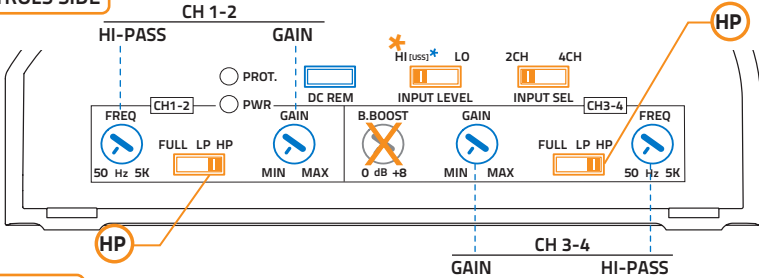 CH 1-2
HI-PASS GAIN
HP
* HI [USS]* LO
2CH 4CH
PROT.
DC REM INPUT LEVEL INPUT SEL
CH1-2 PWR CH3-4
FREQ GAIN B.BOOST GAIN FREQ
FULL LP HP FULL LP HP
50 Hz 5K MIN MAX 0 dB +8 MIN MAX 50 Hz 5K
HP
CH 3-4
GAIN HI-PASS